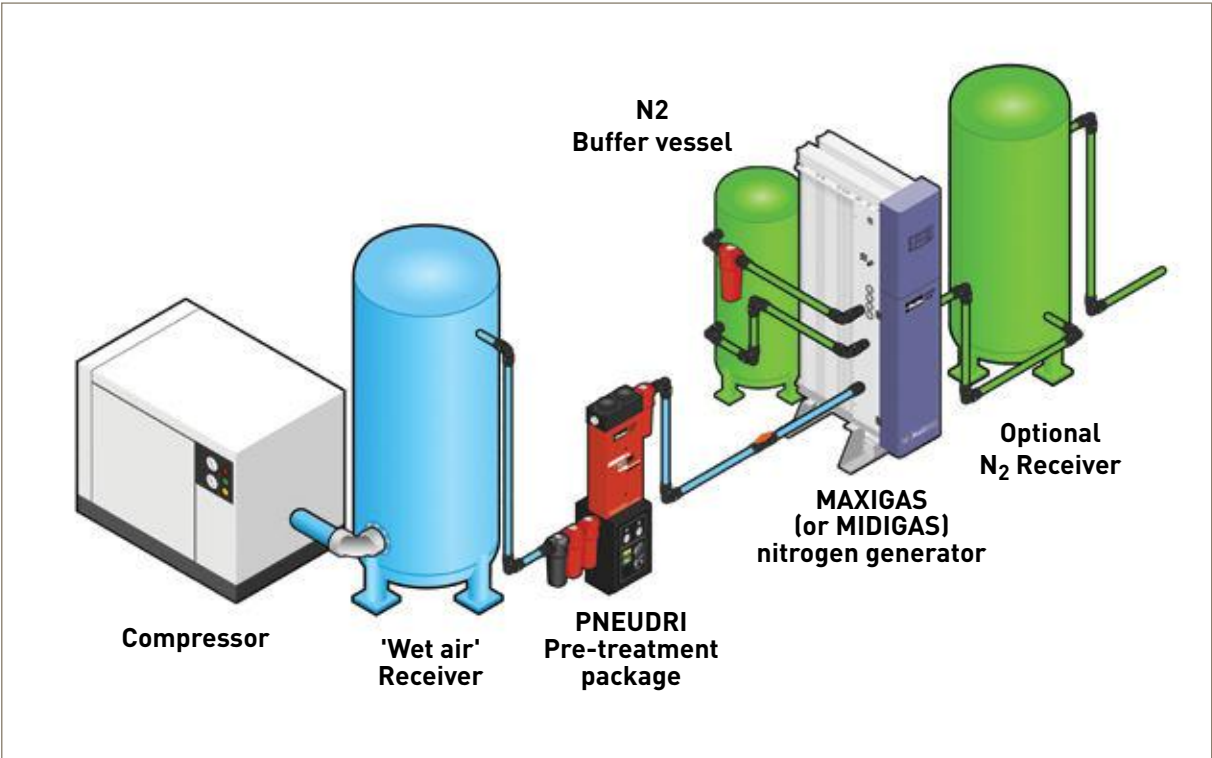 N2
Buffer vessel
Optional
N₂ Receiver
MAXIGAS
(or MIDIGAS)
nitrogen generator
PNEUDRI
Pre-treatment
package
'Wet air'
Receiver
Compressor